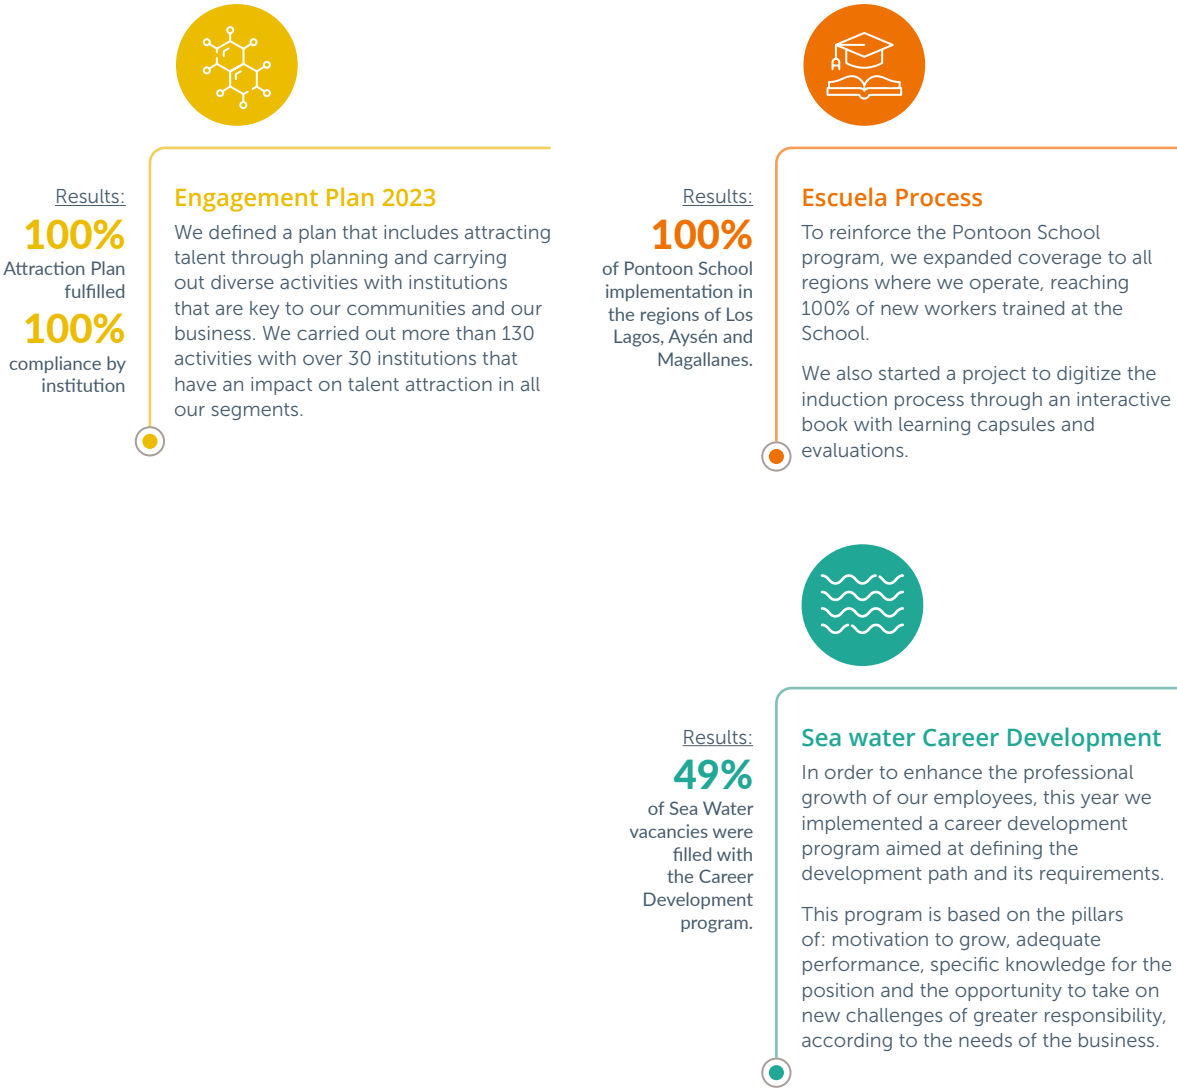 Results:
100%
Attraction Plan
fulfilled
100%
compliance by
institution
Engagement Plan 2023
We defined a plan that includes attracting
talent through planning and carrying
out diverse activities with institutions
that are key to our communities and our
business. We carried out more than 130
activities with over 30 institutions that
have an impact on talent attraction in all
our segments.
Results:
100%
of Pontoon School
implementation in
the regions of Los
Lagos, Aysén and
Magallanes.
Escuela Process
To reinforce the Pontoon School
program, we expanded coverage to all
regions where we operate, reaching
100% of new workers trained at the
School.
We also started a project to digitize the
induction process through an interactive
book with learning capsules and
evaluations.
Results:
49%
of Sea Water
vacancies were
filled with
the Career
Development
program.
Sea water Career Development
In order to enhance the professional
growth of our employees, this year we
implemented a career development
program aimed at defining the
development path and its requirements.
This program is based on the pillars
of: motivation to grow, adequate
performance, specific knowledge for the
position and the opportunity to take on
new challenges of greater responsibility,
according to the needs of the business.